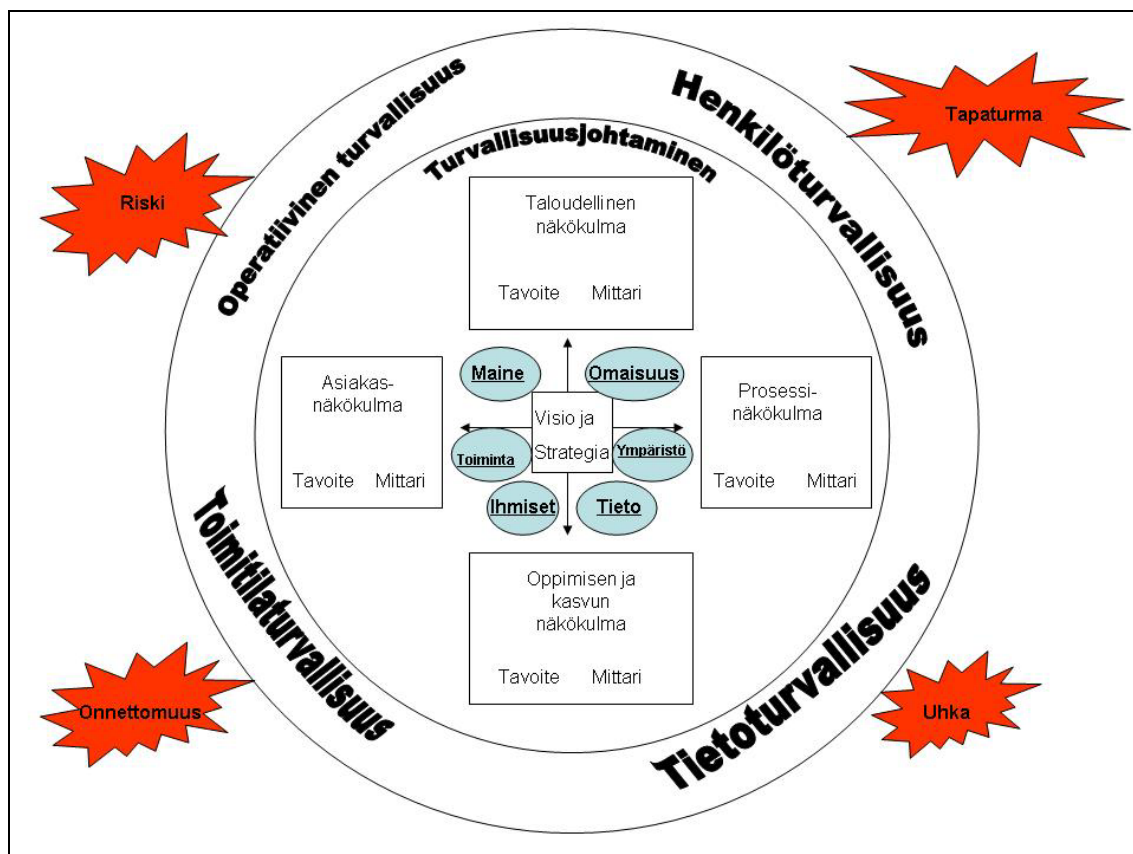 Operatiivinen turvallisuus
Henkilöturvallisuus
Tapaturma
Riski
Turvallisuusjohtaminen
Taloudellinen
näkökulma
Tavoite Mittari
Maine
Omaisuus
Asiakas-
näkökulma
Tavoite Mittari
Visio ja
Strategia
Prosessi-
näkökulma
Tavoite Mittari
Toiminta
Ympäristö
Ihmiset
Tieto
Oppimisen ja
kasvun
näkökulma
Tavoite Mittari
Toimitilaturvallisuus
Tietoturvallisuus
Onnettomuus
Uhka